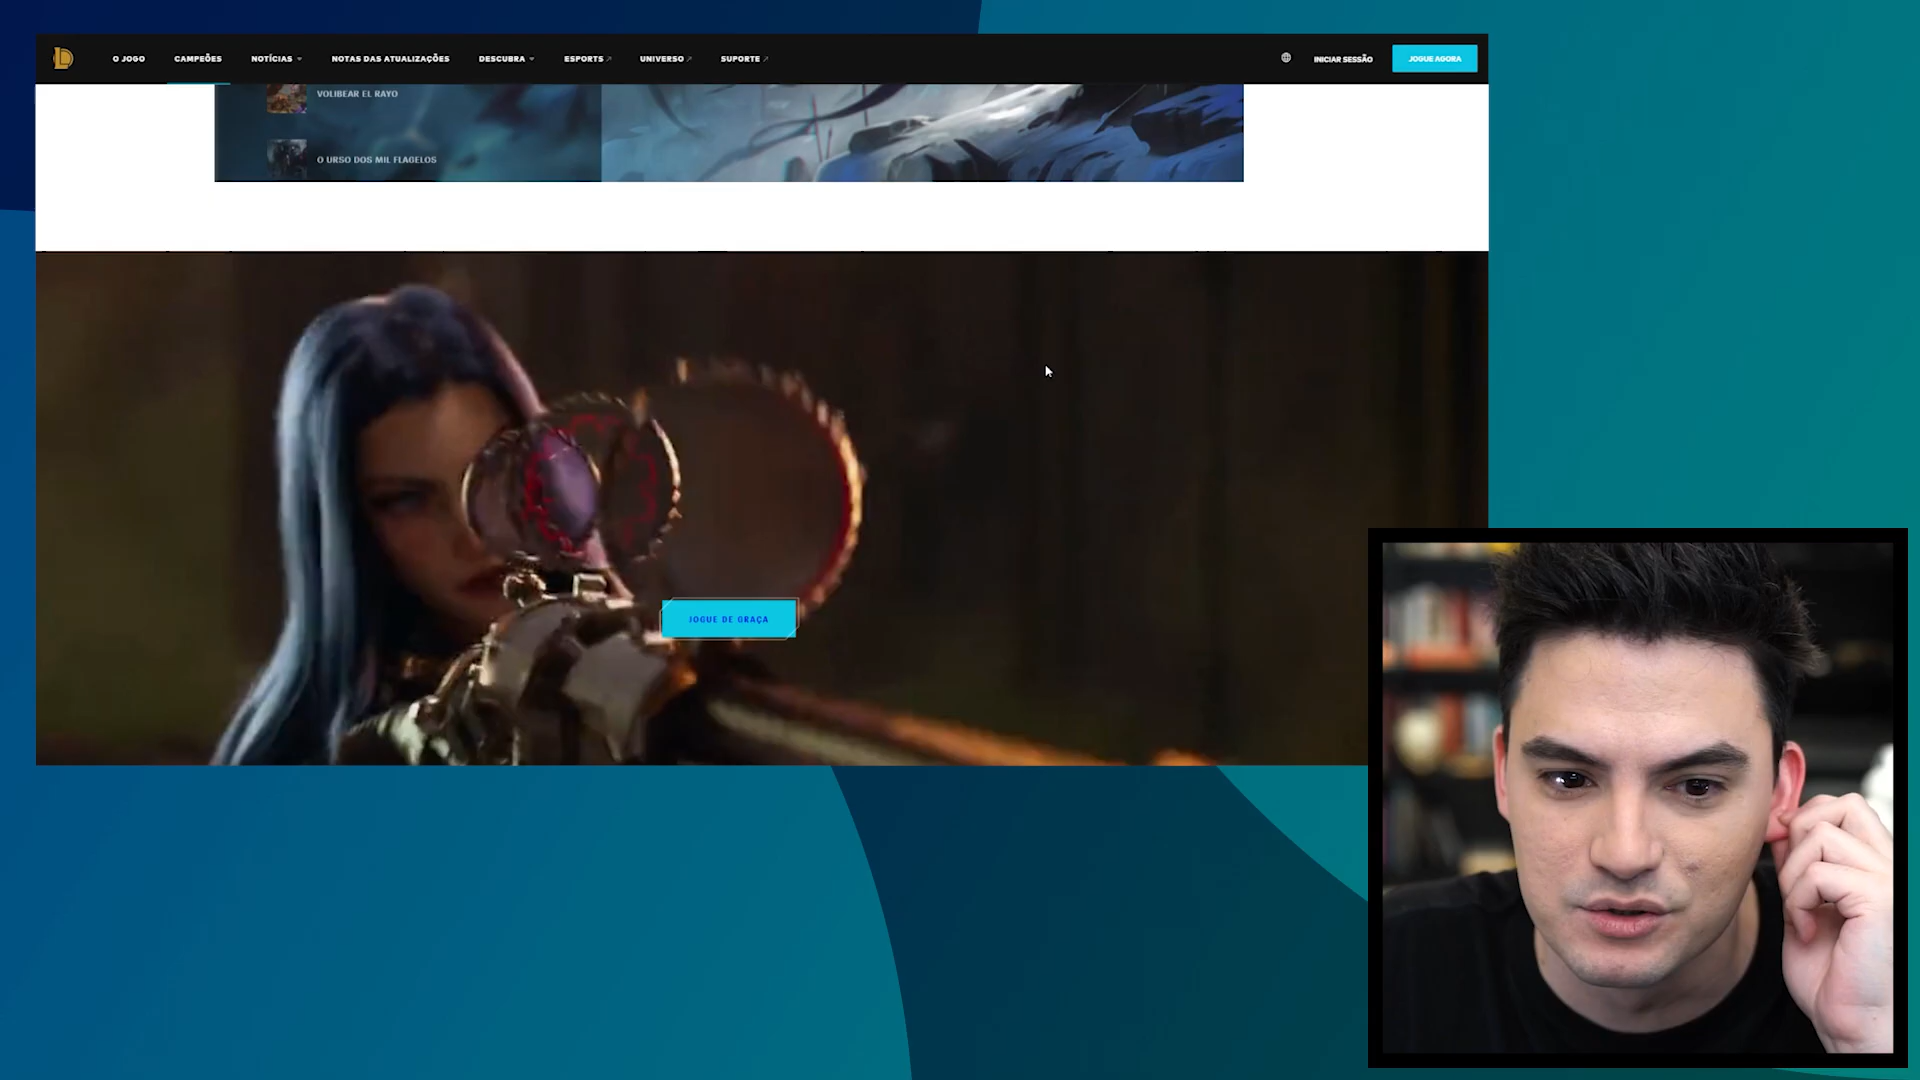 O JOGO
CAMPEÕES
NOTÍCIAS
NOTAS DAS ATUALIZAÇÕES
DESCUBRA
ESPORTS
UNIVERSO
SUPORTE
INICIAR SESSÃO
JOGUE AGORA
VOLIBEAR EL RAYO
O URSO DOS MIL FLAGELOS
JOGUE DE GRAÇA